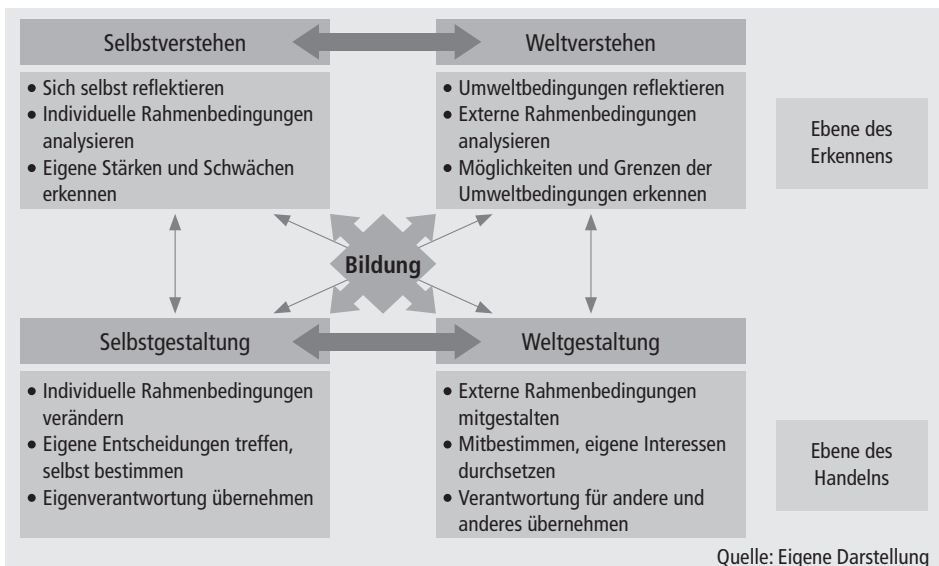 Selbstverstehen
Weltverstehen
• Sich selbst reflektieren
• Individuelle Rahmenbedingungen
analysieren
• Eigene Stärken und Schwächen
erkennen
• Umweltbedingungen reflektieren
• Externe Rahmenbedingungen
analysieren
• Möglichkeiten und Grenzen der
Umweltbedingungen erkennen
Ebene des
Erkennens
Bildung
Selbstgestaltung
Weltgestaltung
• Individuelle Rahmenbedingungen
verändern
• Eigene Entscheidungen treffen,
selbst bestimmen
• Eigenverantwortung übernehmen
• Externe Rahmenbedingungen
mitgestalten
• Mitbestimmen, eigene Interessen
durchsetzen
• Verantwortung für andere und
anderes übernehmen
Ebene des
Handelns
Quelle: Eigene Darstellung